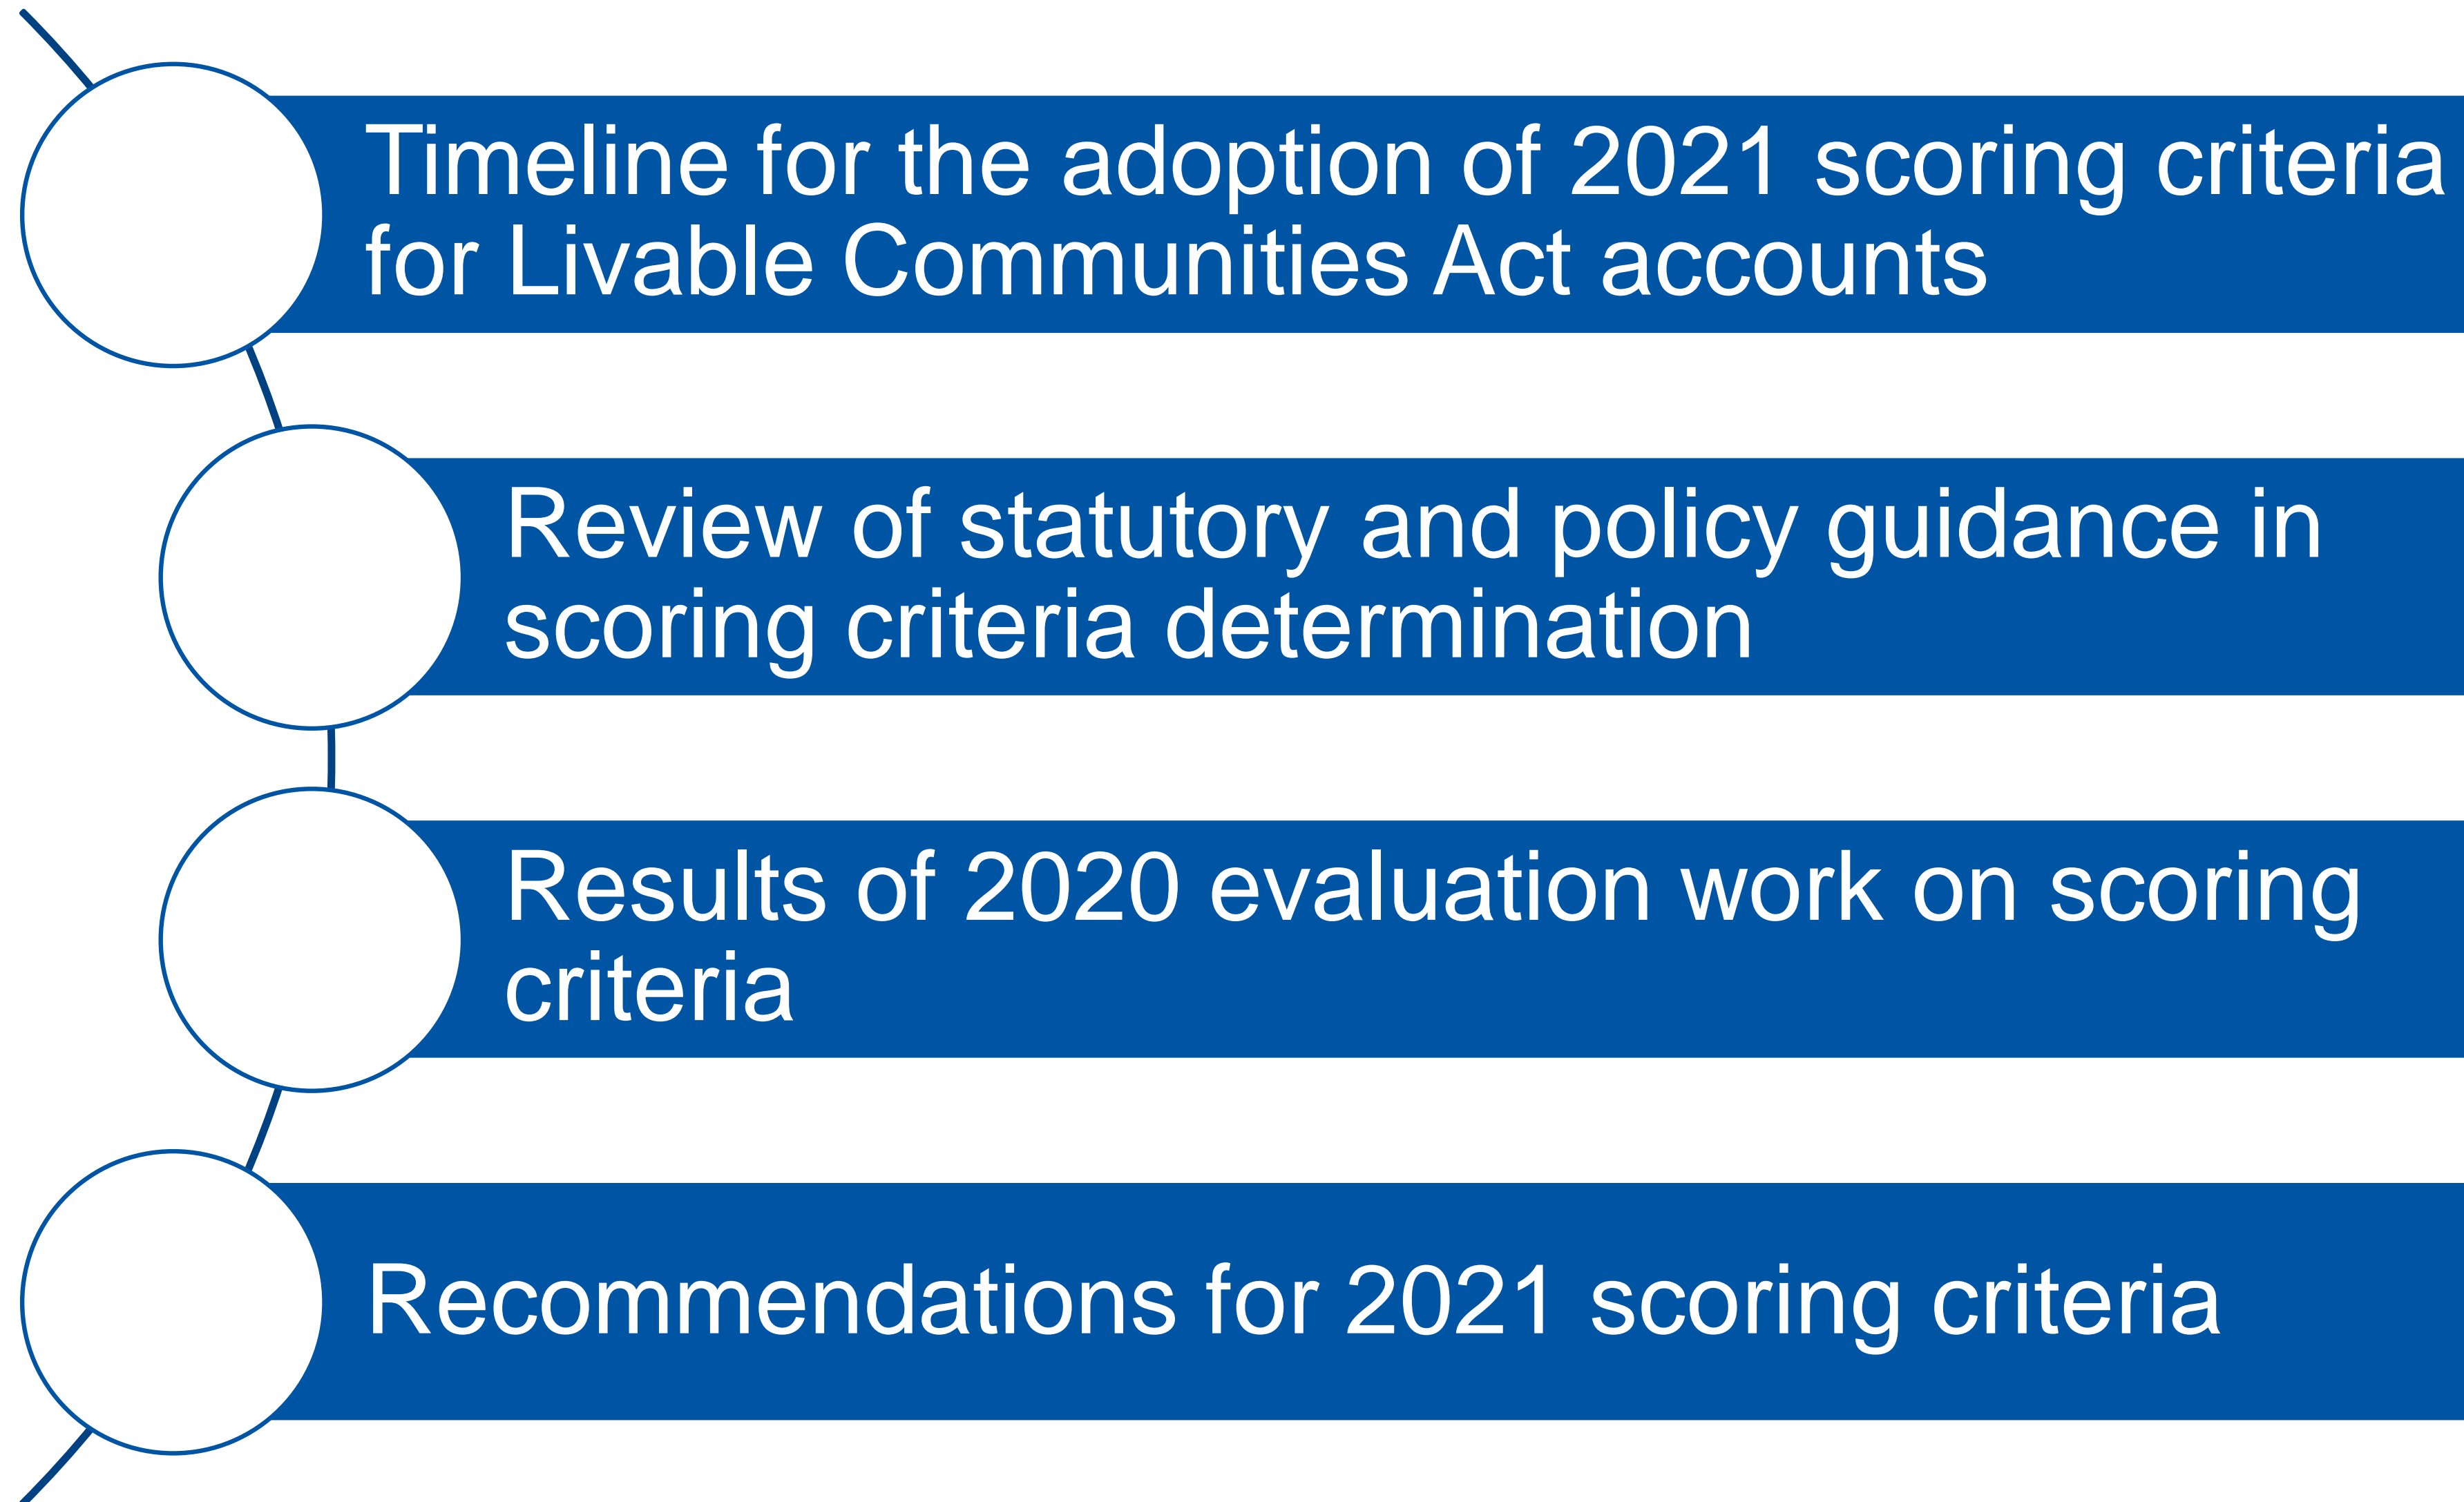 Timeline for the adoption of 2021 scoring criteria
for Livable Communities Act accounts
Review of statutory and policy guidance in
scoring criteria determination
Results of 2020 evaluation work on scoring
criteria
Recommendations for 2021 scoring criteria